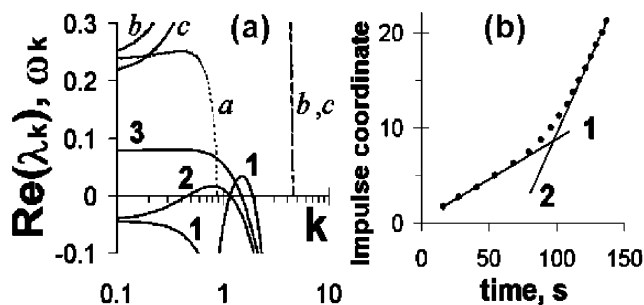 (a)
Re(λk), ωk
0.3
0.2
0.1
0
-0.1
b
c
a
b,c
3
2
1
1
k
0.1
1
10
(b)
Impulse coordinate
20
10
0
1
2
0
50
100
150
time, s